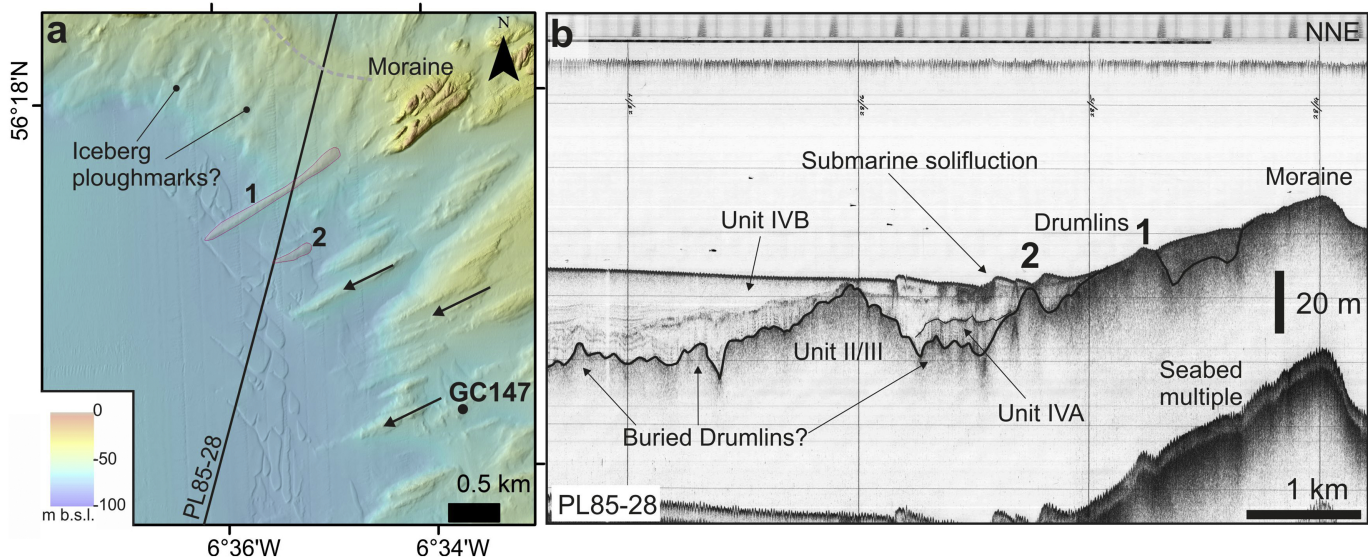 a
N
Moraine
56°18'N
Iceberg
ploughmarks?
1
2
GC147
PL85-28
0
-50
-100
m b.s.l.
0.5 km
6°36'W
6°34'W
b
NNE
Submarine solifluction
Moraine
Unit IVB
Drumlins
1
2
20 m
Unit II/III
Seabed
multiple
Unit IVA
Buried Drumlins?
1 km
PL85-28